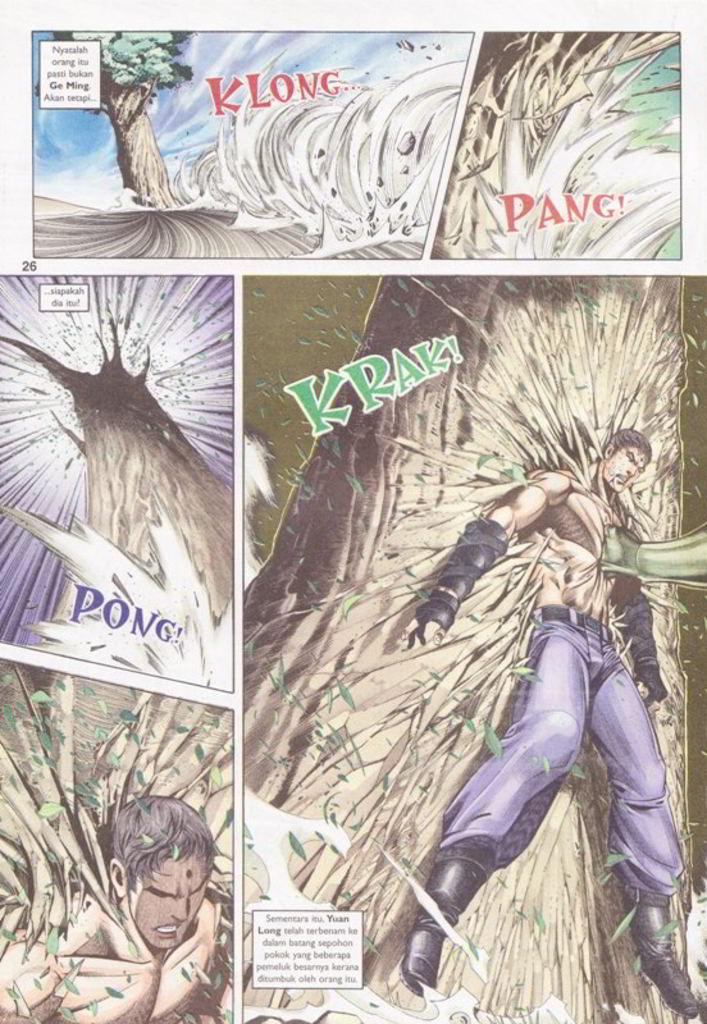 Nyatalah
orang itu
pasti bukan
Ge Ming.
Akan tetapi...
KLONG...
PANG!
26
...siapakah
dia itu?
PONG!
KRAK!
Sementara itu, Yuan
Long telah terbenam ke
dalam batang sepohon
pokok yang beberapa
pemeluk besarnya kerana
ditumbuk oleh orang itu.